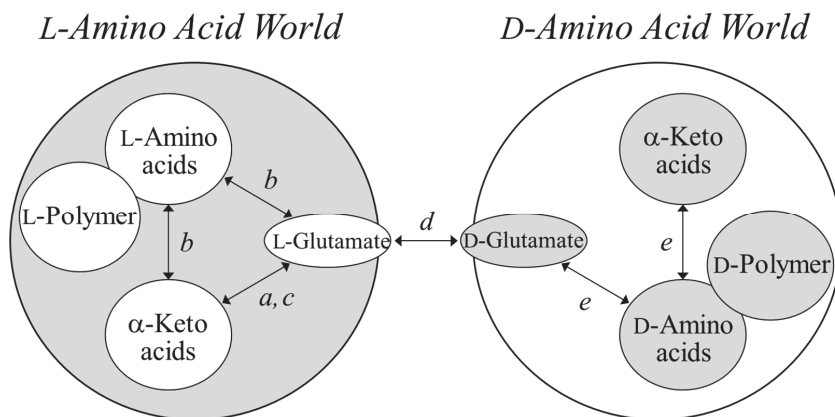 L-Amino Acid World
D-Amino Acid World
L-Amino
acids
b
L-Polymer
b
L-Glutamate
a, c
α-Keto
acids
d
α-Keto
acids
D-Glutamate
e
D-Polymer
e
D-Amino
acids